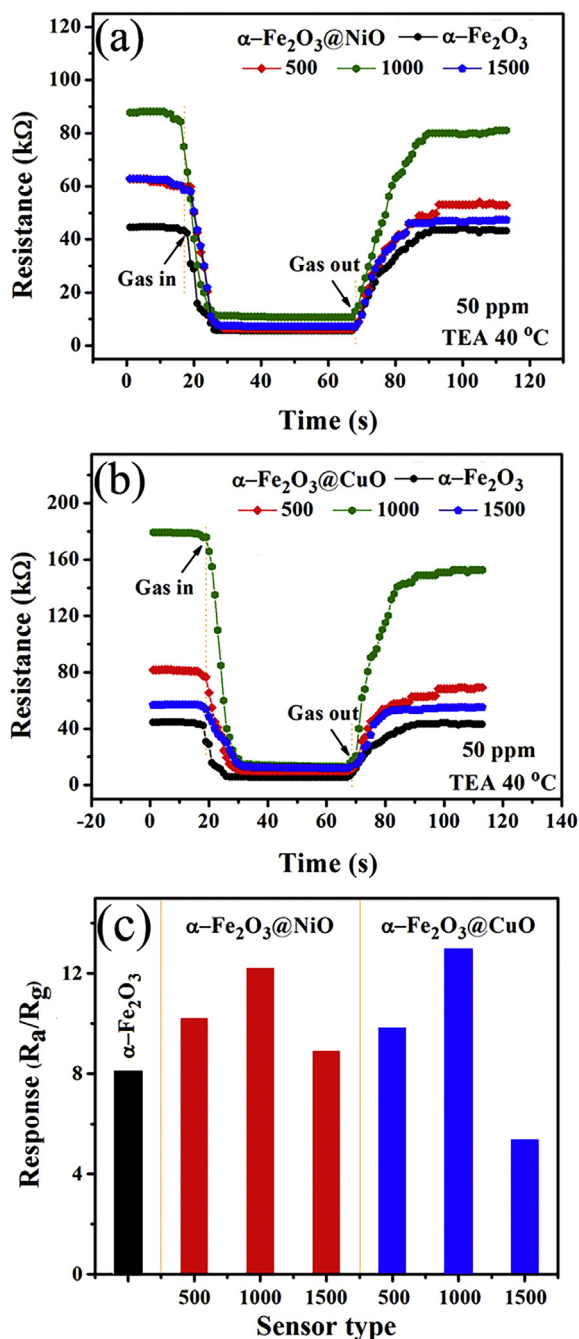 (a)
α–Fe₂O₃@NiO α–Fe₂O₃
500 1000 1500
120
100
80
60
40
20
0
Resistance (kΩ)
Gas in
Gas out
50 ppm
TEA 40 °C
0 20 40 60 80 100 120
Time (s)
(b)
α–Fe₂O₃@CuO α–Fe₂O₃
500 1000 1500
200
160
120
80
40
0
Resistance (kΩ)
Gas in
Gas out
50 ppm
TEA 40 °C
-20 0 20 40 60 80 100 120 140
Time (s)
(c)
α–Fe₂O₃@NiO α–Fe₂O₃@CuO
α–Fe₂O₃
12
8
4
0
Response (Rₐ/R_g)
500 1000 1500 500 1000 1500
Sensor type